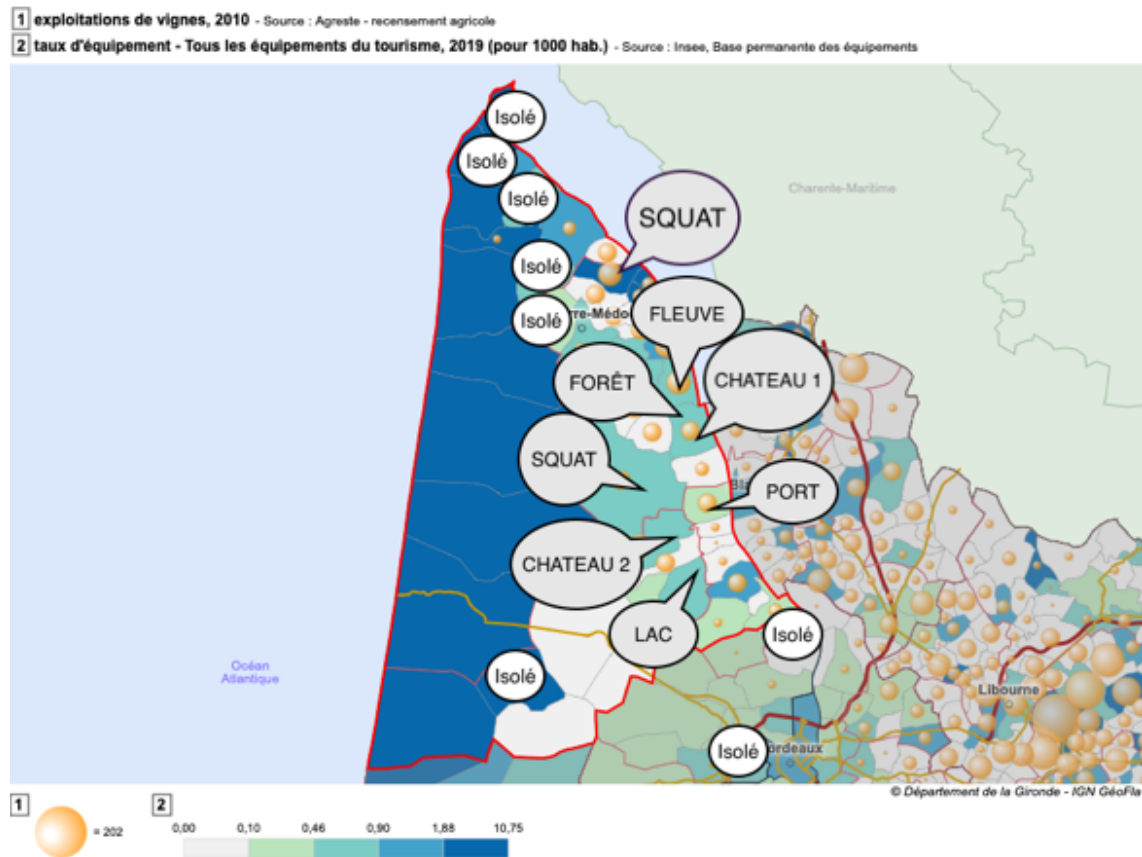 1 exploitations de vignes, 2010 - Source : Agreste - recensement agricole
2 taux d'équipement - Tous les équipements du tourisme, 2019 (pour 1000 hab.) - Source : Insee, Base permanente des équipements
Isolé
Isolé
Charente-Maritime
Isolé
SQUAT
Isolé
Isolé
rre-Médo
FLEUVE
FORÊT
CHATEAU 1
SQUAT
Bla
PORT
CHATEAU 2
LAC
Isolé
Océan
Atlantique
Isolé
Libourne
Isolé
ordeaux
© Département de la Gironde - IGN GéoFla
1
2
= 202
0,00 0,10 0,46 0,90 1,88 10,75